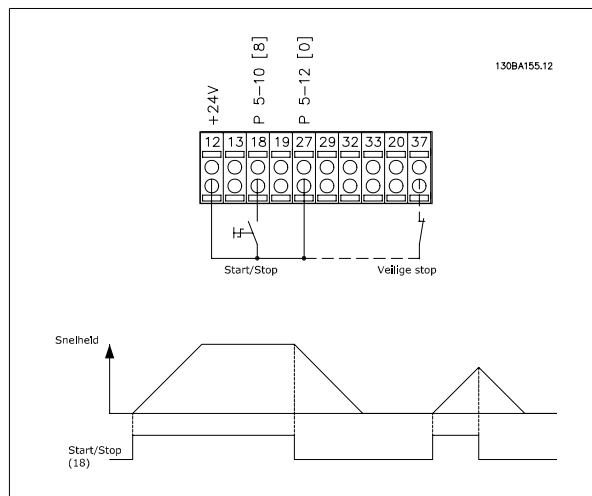 130BA155.12
+24V
P 5-10 [8]
P 5-12 [0]
12 13 18 19 27 29 32 33 20 37
Start/Stop
Veilige stop
Snelheid
Start/Stop
(18)